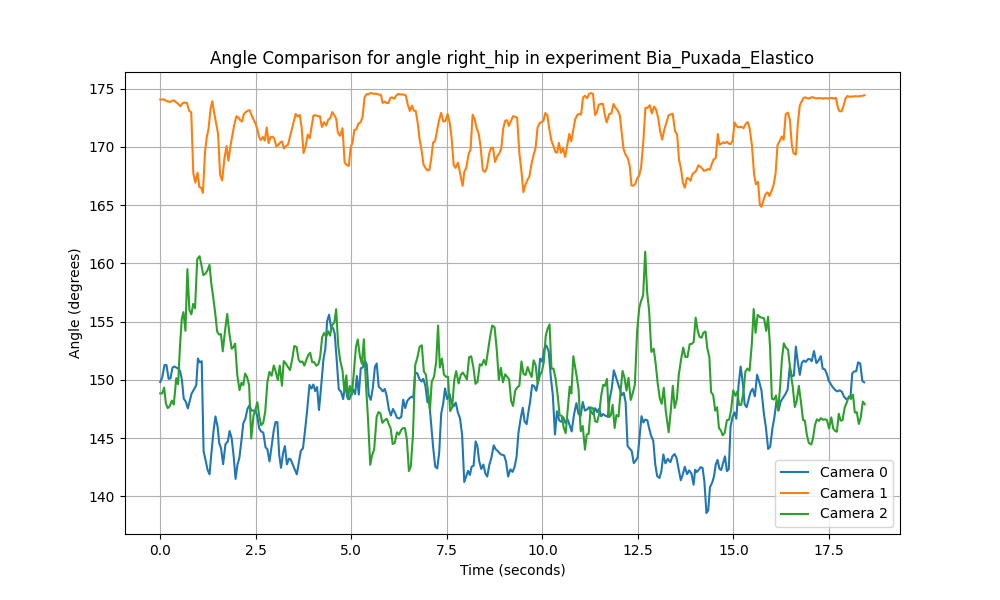 Angle Comparison for angle right_hip in experiment Bia_Puxada_Elastico
Angle (degrees)
175
170
165
160
155
150
145
140
0.0 2.5 5.0 7.5 10.0 12.5 15.0 17.5
Time (seconds)
Camera 0
Camera 1
Camera 2